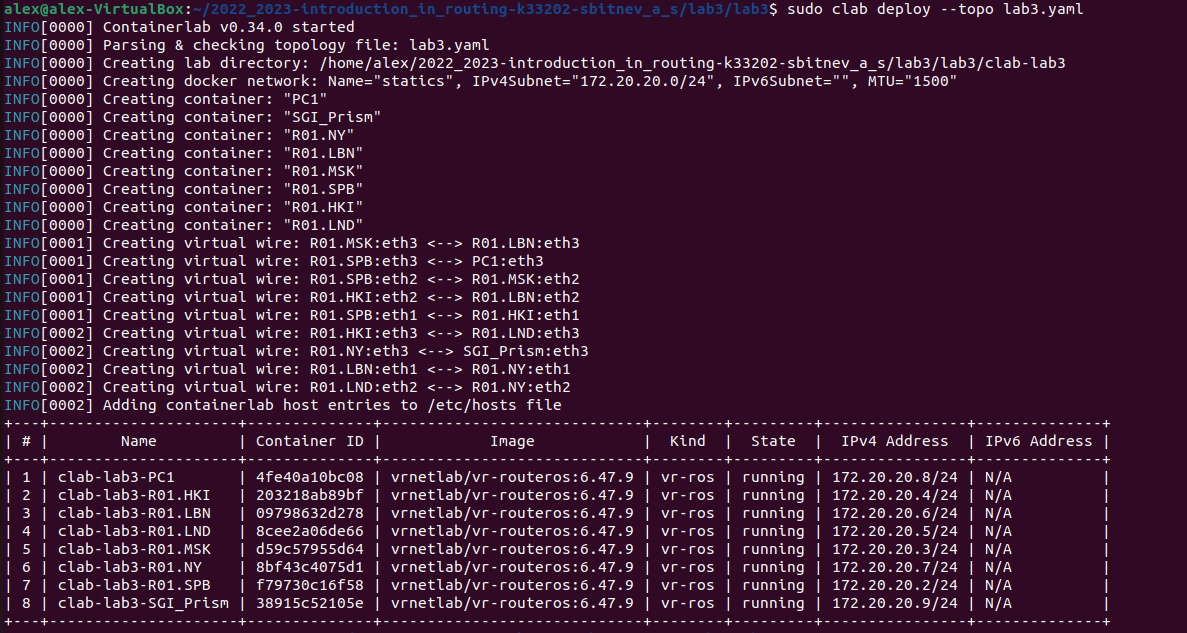 alex@alex-VirtualBox:~/2022_2023-introduction_in_routing-k33202-sbitnev_a_s/lab3/lab3$ sudo clab deploy --topo lab3.yaml
INFO[0000] Containerlab v0.34.0 started
INFO[0000] Parsing & checking topology file: lab3.yaml
INFO[0000] Creating lab directory: /home/alex/2022_2023-introduction_in_routing-k33202-sbitnev_a_s/lab3/lab3/clab-lab3
INFO[0000] Creating docker network: Name="statics", IPv4Subnet="172.20.20.0/24", IPv6Subnet="", MTU="1500"
INFO[0000] Creating container: "PC1"
INFO[0000] Creating container: "SGI_Prism"
INFO[0000] Creating container: "R01.NY"
INFO[0000] Creating container: "R01.LBN"
INFO[0000] Creating container: "R01.MSK"
INFO[0000] Creating container: "R01.SPB"
INFO[0000] Creating container: "R01.HKI"
INFO[0000] Creating container: "R01.LND"
INFO[0001] Creating virtual wire: R01.MSK:eth3 <--> R01.LBN:eth3
INFO[0001] Creating virtual wire: R01.SPB:eth3 <--> PC1:eth3
INFO[0001] Creating virtual wire: R01.SPB:eth2 <--> R01.MSK:eth2
INFO[0001] Creating virtual wire: R01.HKI:eth2 <--> R01.LBN:eth2
INFO[0001] Creating virtual wire: R01.SPB:eth1 <--> R01.HKI:eth1
INFO[0002] Creating virtual wire: R01.HKI:eth3 <--> R01.LND:eth3
INFO[0002] Creating virtual wire: R01.NY:eth3 <--> SGI_Prism:eth3
INFO[0002] Creating virtual wire: R01.LBN:eth1 <--> R01.NY:eth1
INFO[0002] Creating virtual wire: R01.LND:eth2 <--> R01.NY:eth2
INFO[0002] Adding containerlab host entries to /etc/hosts file
+---+---------------------+--------------+-----------------------------+--------+---------+----------------+--------------+
| # |        Name         | Container ID |            Image            |  Kind  |  State  |  IPv4 Address  | IPv6 Address |
+---+---------------------+--------------+-----------------------------+--------+---------+----------------+--------------+
| 1 | clab-lab3-PC1       | 4fe40a10bc08 | vrnetlab/vr-routeros:6.47.9 | vr-ros | running | 172.20.20.8/24 | N/A          |
| 2 | clab-lab3-R01.HKI   | 203218ab89bf | vrnetlab/vr-routeros:6.47.9 | vr-ros | running | 172.20.20.4/24 | N/A          |
| 3 | clab-lab3-R01.LBN   | 09798632d278 | vrnetlab/vr-routeros:6.47.9 | vr-ros | running | 172.20.20.6/24 | N/A          |
| 4 | clab-lab3-R01.LND   | 8cee2a06de66 | vrnetlab/vr-routeros:6.47.9 | vr-ros | running | 172.20.20.5/24 | N/A          |
| 5 | clab-lab3-R01.MSK   | d59c57955d64 | vrnetlab/vr-routeros:6.47.9 | vr-ros | running | 172.20.20.3/24 | N/A          |
| 6 | clab-lab3-R01.NY    | 8bf43c4075d1 | vrnetlab/vr-routeros:6.47.9 | vr-ros | running | 172.20.20.7/24 | N/A          |
| 7 | clab-lab3-R01.SPB   | f79730c16f58 | vrnetlab/vr-routeros:6.47.9 | vr-ros | running | 172.20.20.2/24 | N/A          |
| 8 | clab-lab3-SGI_Prism | 38915c52105e | vrnetlab/vr-routeros:6.47.9 | vr-ros | running | 172.20.20.9/24 | N/A          |
+---+---------------------+--------------+-----------------------------+--------+---------+----------------+--------------+